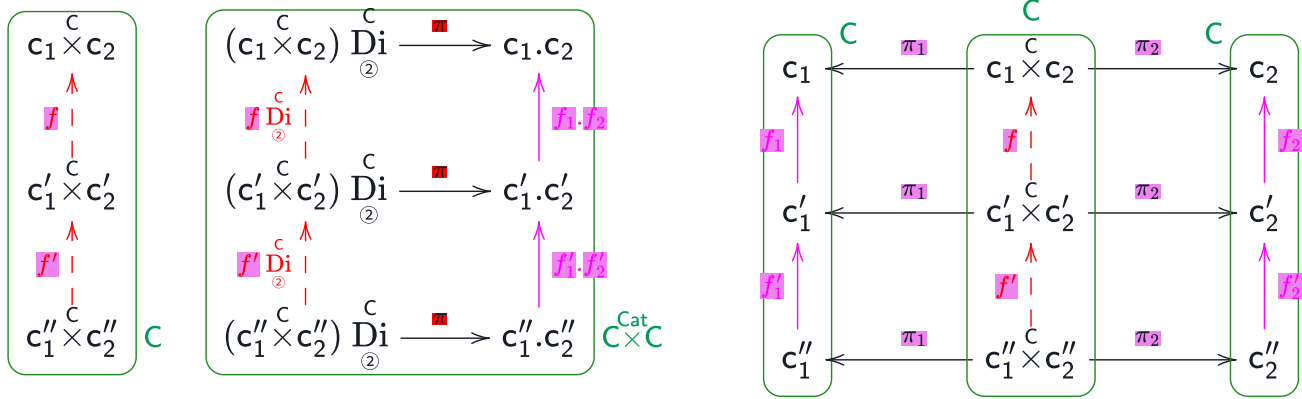 C
c₁×c₂
f
c′₁×c′₂ C
f′
c″₁×c″₂ C
C
C C
(c₁×c₂) Di ② π c₁.c₂
f Di C ② f₁.f₂
C C
(c′₁×c′₂) Di ② π c′₁.c′₂
f′ Di C ② f′₁.f′₂
C C
(c″₁×c″₂) Di ② π c″₁.c″₂
Cat
C×C
C C C
c₁ π₁ c₁×c₂ C π₂ c₂
f₁ f f₂
c′₁ π₁ c′₁×c′₂ C π₂ c′₂
f′₁ f′ f′₂
c″₁ π₁ c″₁×c″₂ C π₂ c″₂